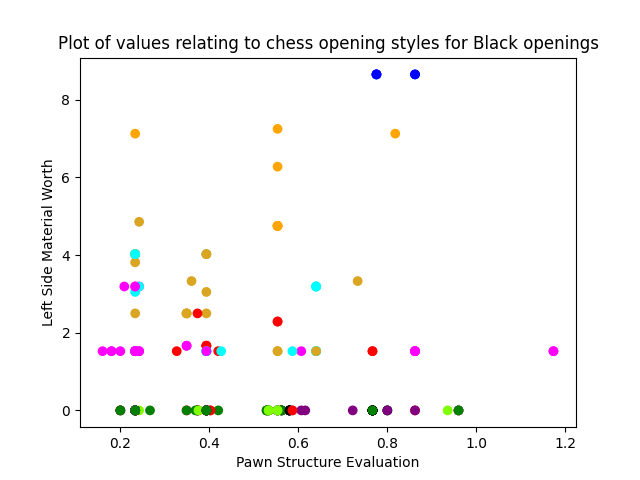 Plot of values relating to chess opening styles for Black openings
Left Side Material Worth
8
6
4
2
0
0.2 0.4 0.6 0.8 1.0 1.2
Pawn Structure Evaluation